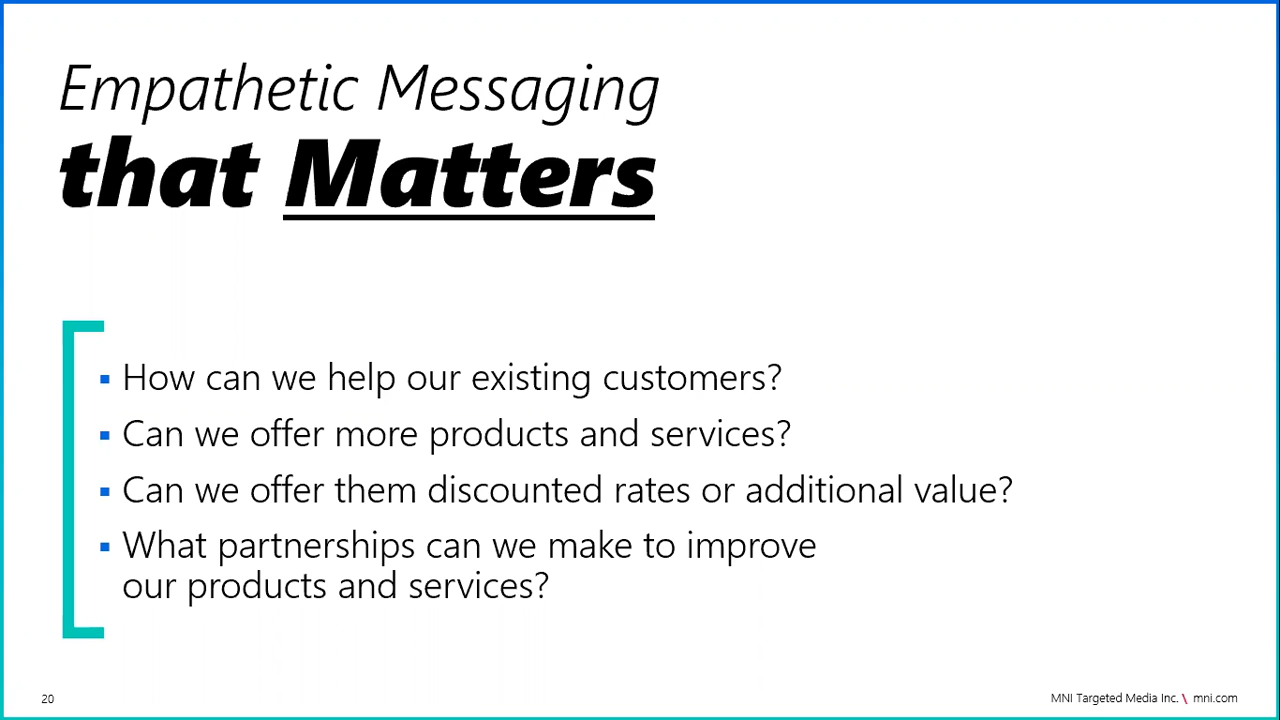 Empathetic Messaging
that Matters
▪ How can we help our existing customers?
▪ Can we offer more products and services?
▪ Can we offer them discounted rates or additional value?
▪ What partnerships can we make to improve
our products and services?
20
MNI Targeted Media Inc. \ mni.com